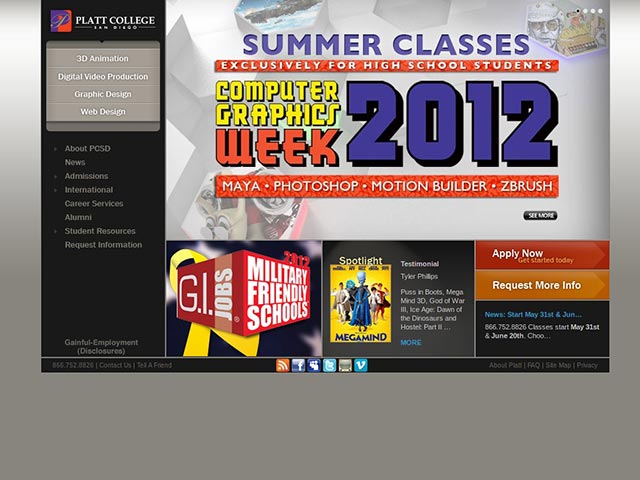 PLATT COLLEGE
SAN DIEGO
3D Animation
Digital Video Production
Graphic Design
Web Design
About PCSD
News
Admissions
International
Career Services
Alumni
Student Resources
Request Information
Gainful-Employment
(Disclosures)
SUMMER CLASSES
EXCLUSIVELY FOR HIGH SCHOOL STUDENTS
COMPUTER
GRAPHICS
WEEK
2012
MAYA • PHOTOSHOP • MOTION BUILDER • ZBRUSH
SEE MORE
2012
G.I. JOBS
MILITARY
FRIENDLY
SCHOOLS
®
Spotlight
MEGAMIND
Testimonial
Tyler Phillips
Puss in Boots, Mega
Mind 3D, God of War
III, Ice Age: Dawn of
the Dinosaurs and
Hostel: Part II ...
MORE
Apply Now
Get started today
Request More Info
News: Start May 31st & Jun...
866.752.8826 Classes start May 31st
& June 20th. Choo...
866.752.8826 | Contact Us | Tell A Friend
About Platt | FAQ | Site Map | Privacy